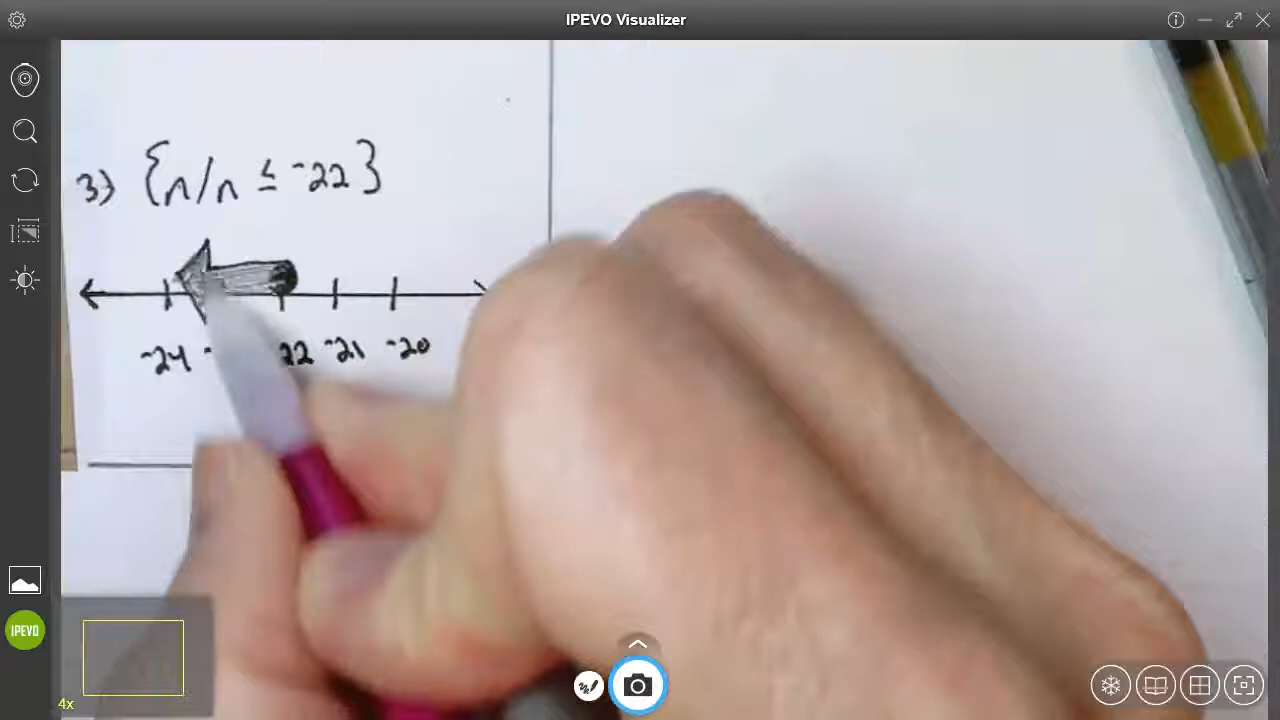 IPEVO Visualizer
3) {n/n ≤ -22}
-24 22 -21 -20
IPEVO
4x